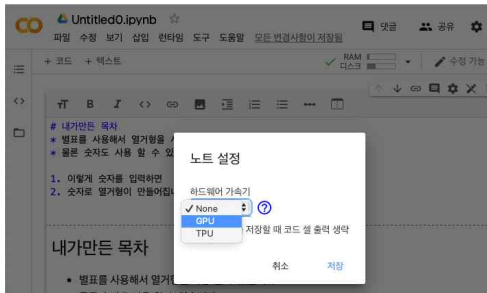 CO Untitled0.ipynb
댓글 공유
파일 수정 보기 삽입 런타임 도구 도움말 모든 변경사항이 저장됨
+ 코드 + 텍스트 RAM 디스크 수정 가능
B I
# 내가만든 목차
* 별표를 사용해서 열거형을
* 물론 숫자도 사용 할 수 있
1. 이렇게 숫자를 입력하면
2. 숫자로 열거형이 만들어집니
노트 설정
하드웨어 가속기
None
GPU
TPU
저장할 때 코드 셀 출력 생략
취소 저장
내가만든 목차
• 별표를 사용해서 열거